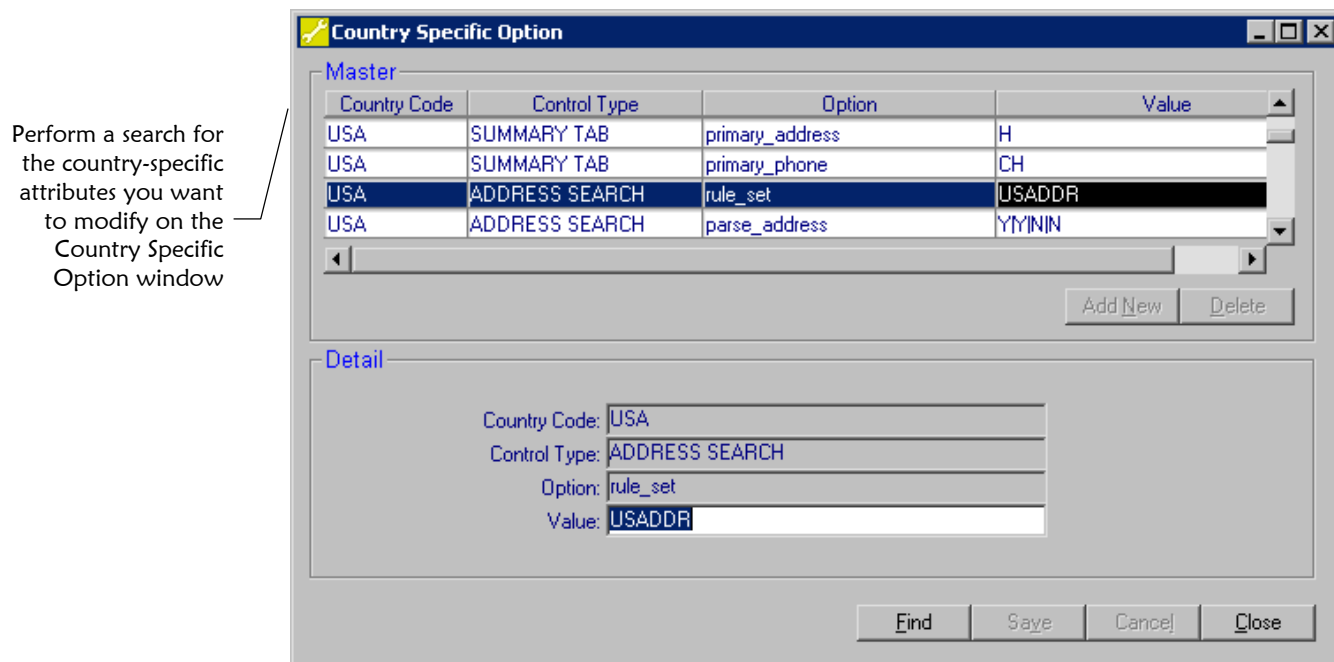 Perform a search for
the country-specific
attributes you want
to modify on the
Country Specific
Option window
Country Specific Option
Master
Country Code Control Type Option Value
USA SUMMARY TAB primary_address H
USA SUMMARY TAB primary_phone CH
USA ADDRESS SEARCH rule_set USADDR
USA ADDRESS SEARCH parse_address Y|Y|N|N
Add New Delete
Detail
Country Code: USA
Control Type: ADDRESS SEARCH
Option: rule_set
Value: USADDR
Find Save Cancel Close